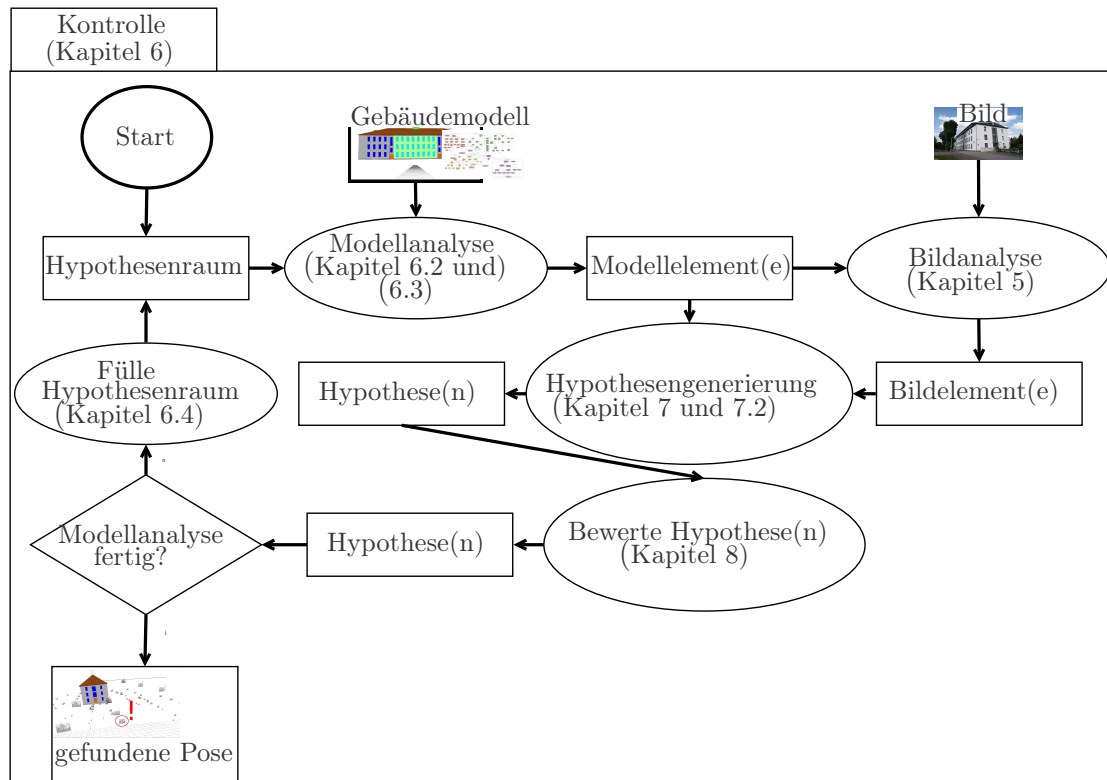 Kontrolle
(Kapitel 6)
Start
Gebäudemodell
Bild
Hypothesenraum
Modellanalyse
(Kapitel 6.2 und)
(6.3)
Modellelement(e)
Bildanalyse
(Kapitel 5)
Fülle
Hypothesenraum
(Kapitel 6.4)
Hypothese(n)
Hypothesengenerierung
(Kapitel 7 und 7.2)
Bildelement(e)
Modellanalyse
fertig?
Hypothese(n)
Bewerte Hypothese(n)
(Kapitel 8)
!
gefundene Pose